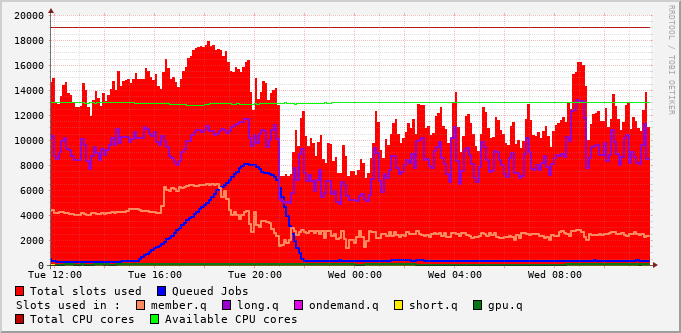 20000
18000
16000
14000
12000
10000
8000
6000
4000
2000
0
Tue 12:00 Tue 16:00 Tue 20:00 Wed 00:00 Wed 04:00 Wed 08:00
Total slots used Queued Jobs
Slots used in : member.q long.q ondemand.q short.q gpu.q
Total CPU cores Available CPU cores
RRDTOOL / TOBI OETIKER